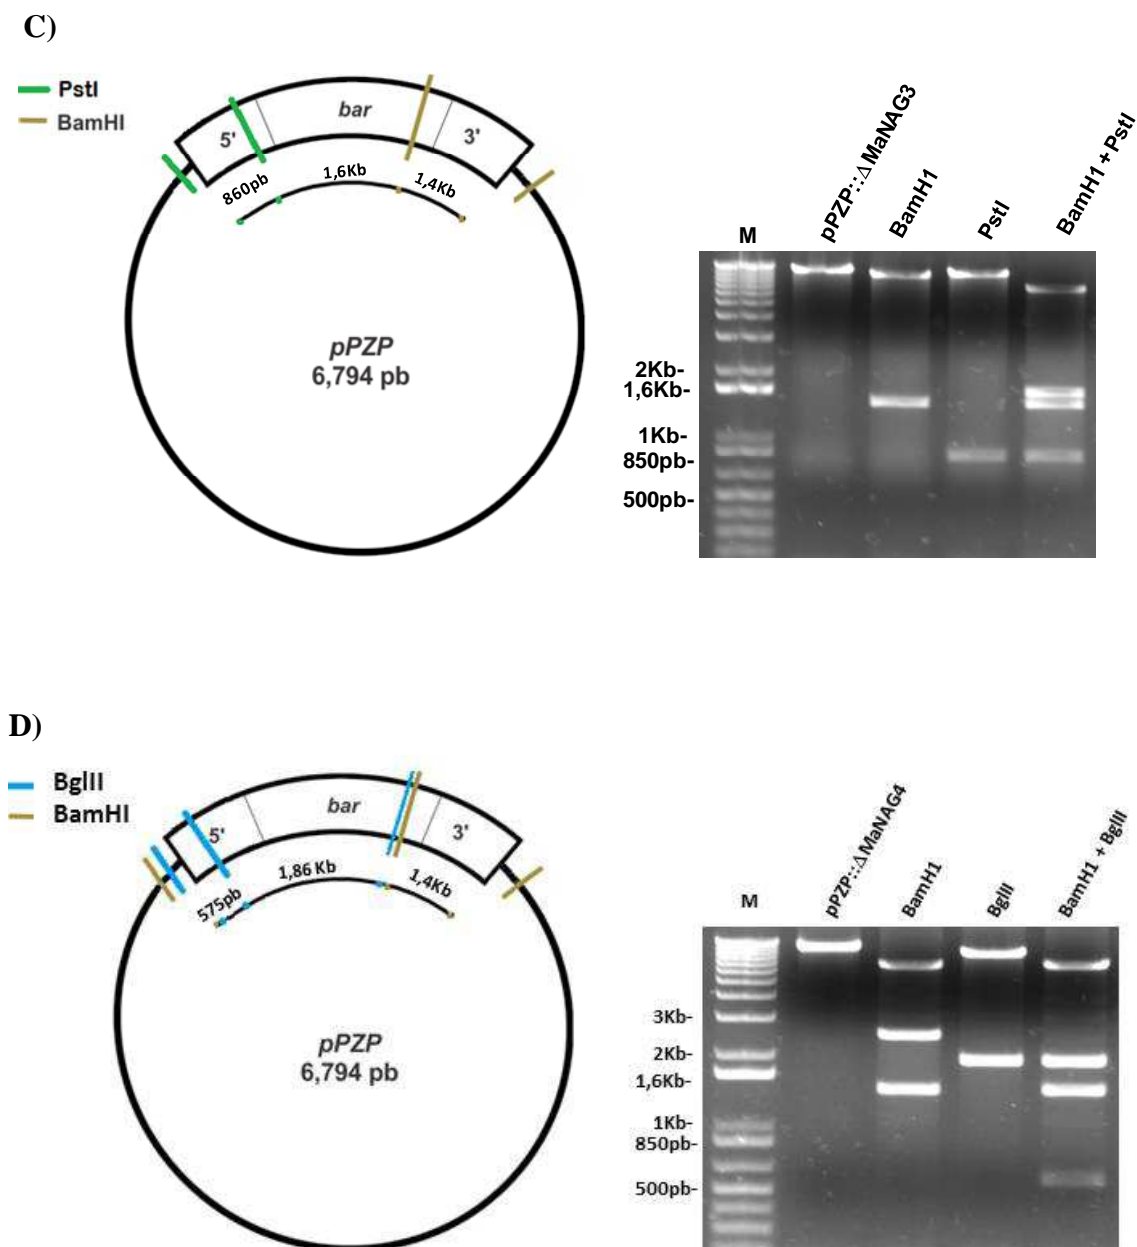 C)
PstI
BamHI
5'
bar
3'
860pb
1,6Kb
1,4Kb
pPZP
6,794 pb
M
pPZP::ΔMaNAG3
BamH1
PstI
BamH1 + PstI
2Kb-
1,6Kb-
1Kb-
850pb-
500pb-
D)
BglII
BamHI
5'
bar
3'
575pb
1,86 Kb
1,4Kb
pPZP
6,794 pb
M
pPZP::ΔMaNAG4
BamH1
BglII
BamH1 + BglII
3Kb-
2Kb-
1,6Kb-
1Kb-
850pb-
500pb-